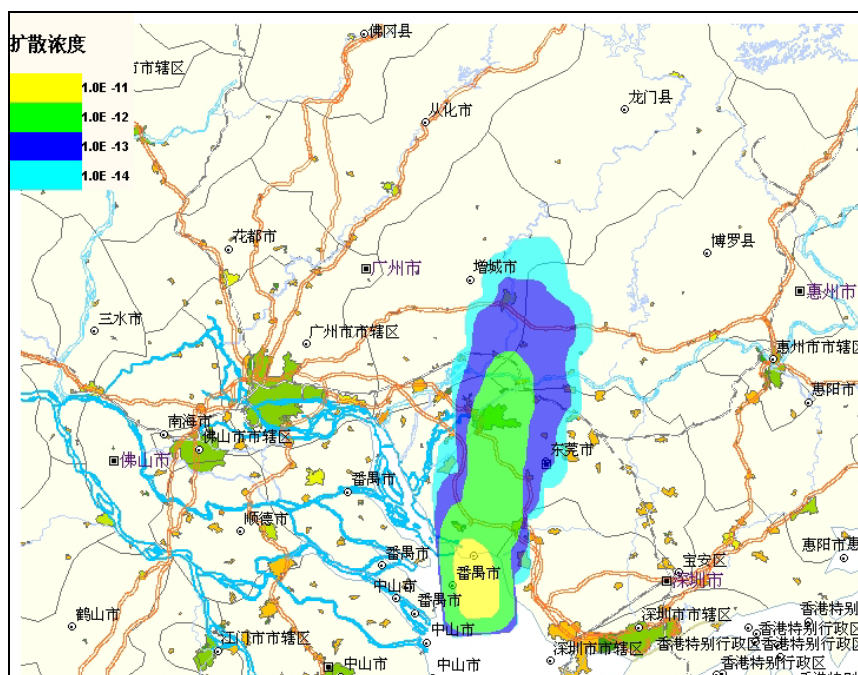 扩散浓度
1.0E -11
1.0E -12
1.0E -13
1.0E -14
市市辖区
佛冈县
从化市
龙门县
花都市
广州市
增城市
博罗县
惠州市
三水市
广州市市辖区
惠州市市辖区
惠阳市
南海市
佛山市市辖区
佛山市
东莞市
番禺市
顺德市
番禺市
宝安区
惠阳市惠
深圳市
番禺市
中山市
番禺市
鹤山市
香港特别
深圳市市辖区
香港特别行政区
江门市市辖区
中山市
香港特别行政区
中山市
中山市
深圳市市辖区
香港特别行政区
香港特别